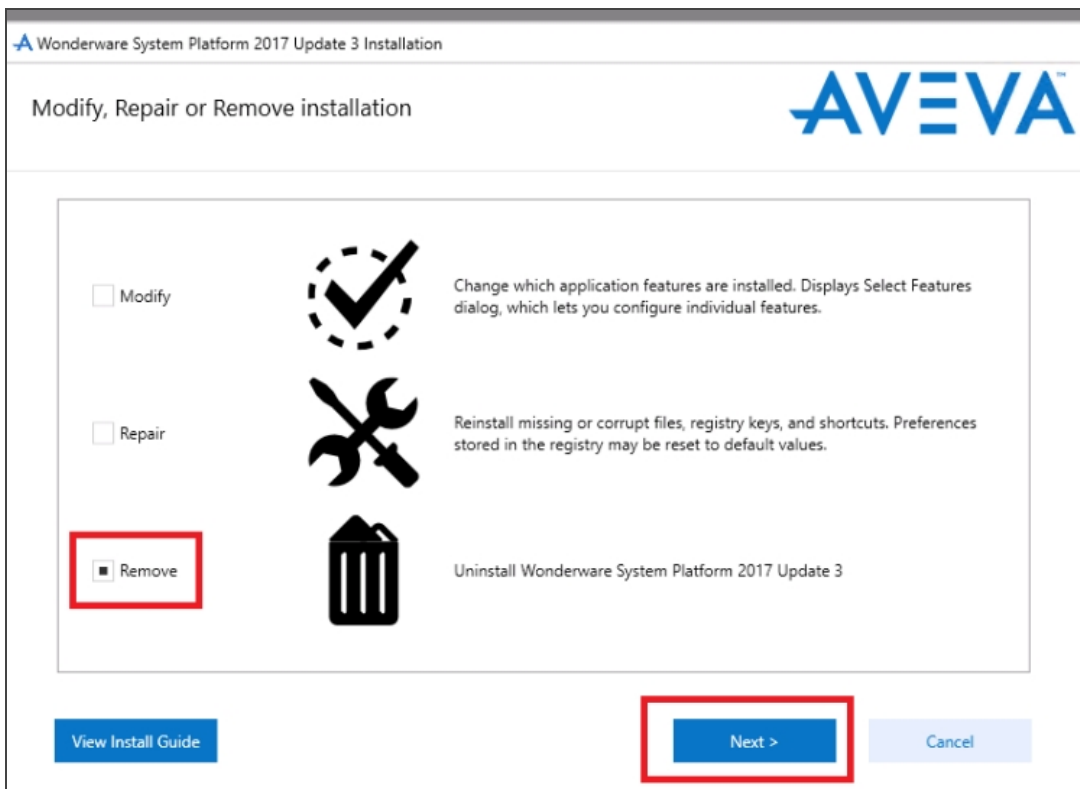 Wonderware System Platform 2017 Update 3 Installation
Modify, Repair or Remove installation
AVEVA™
Modify
Change which application features are installed. Displays Select Features
dialog, which lets you configure individual features.
Repair
Reinstall missing or corrupt files, registry keys, and shortcuts. Preferences
stored in the registry may be reset to default values.
Remove
Uninstall Wonderware System Platform 2017 Update 3
View Install Guide
Next >
Cancel